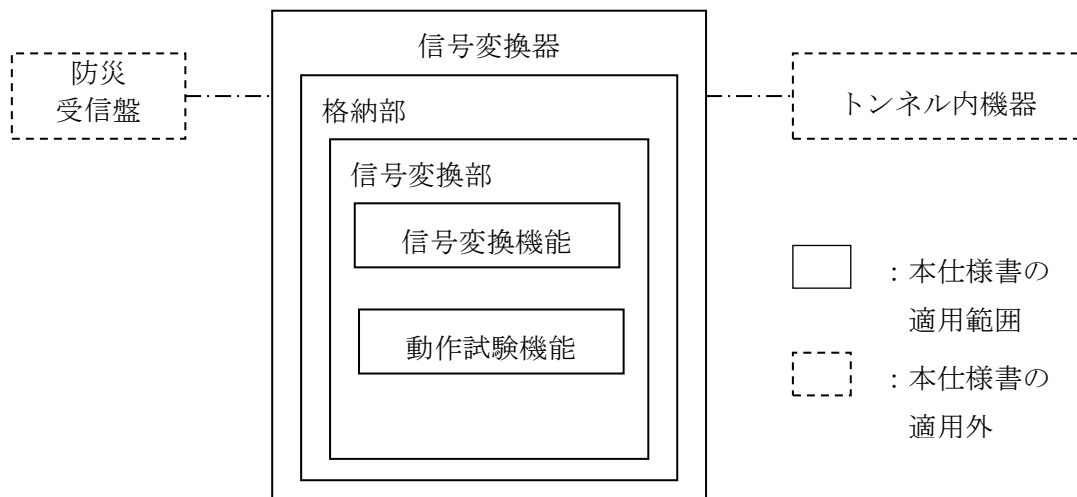 信号変換器
防災
受信盤
格納部
信号変換部
信号変換機能
動作試験機能
トンネル内機器
：本仕様書の
適用範囲
：本仕様書の
適用外